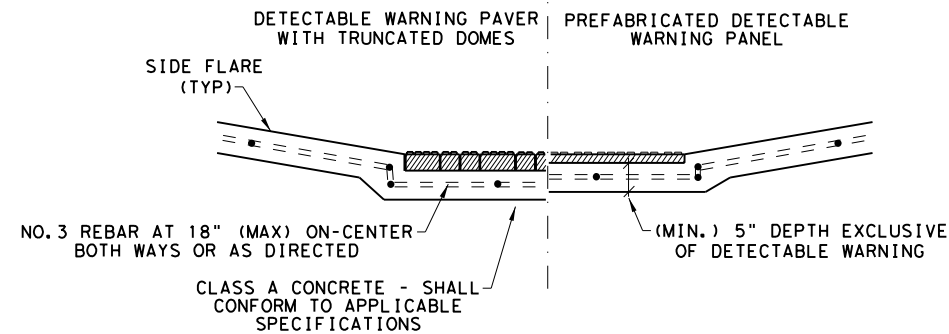 DETECTABLE WARNING PAVER
WITH TRUNCATED DOMES
PREFABRICATED DETECTABLE
WARNING PANEL
SIDE FLARE
(TYP)
NO.3 REBAR AT 18" (MAX) ON-CENTER
BOTH WAYS OR AS DIRECTED
(MIN.) 5" DEPTH EXCLUSIVE
OF DETECTABLE WARNING
CLASS A CONCRETE - SHALL
CONFORM TO APPLICABLE
SPECIFICATIONS